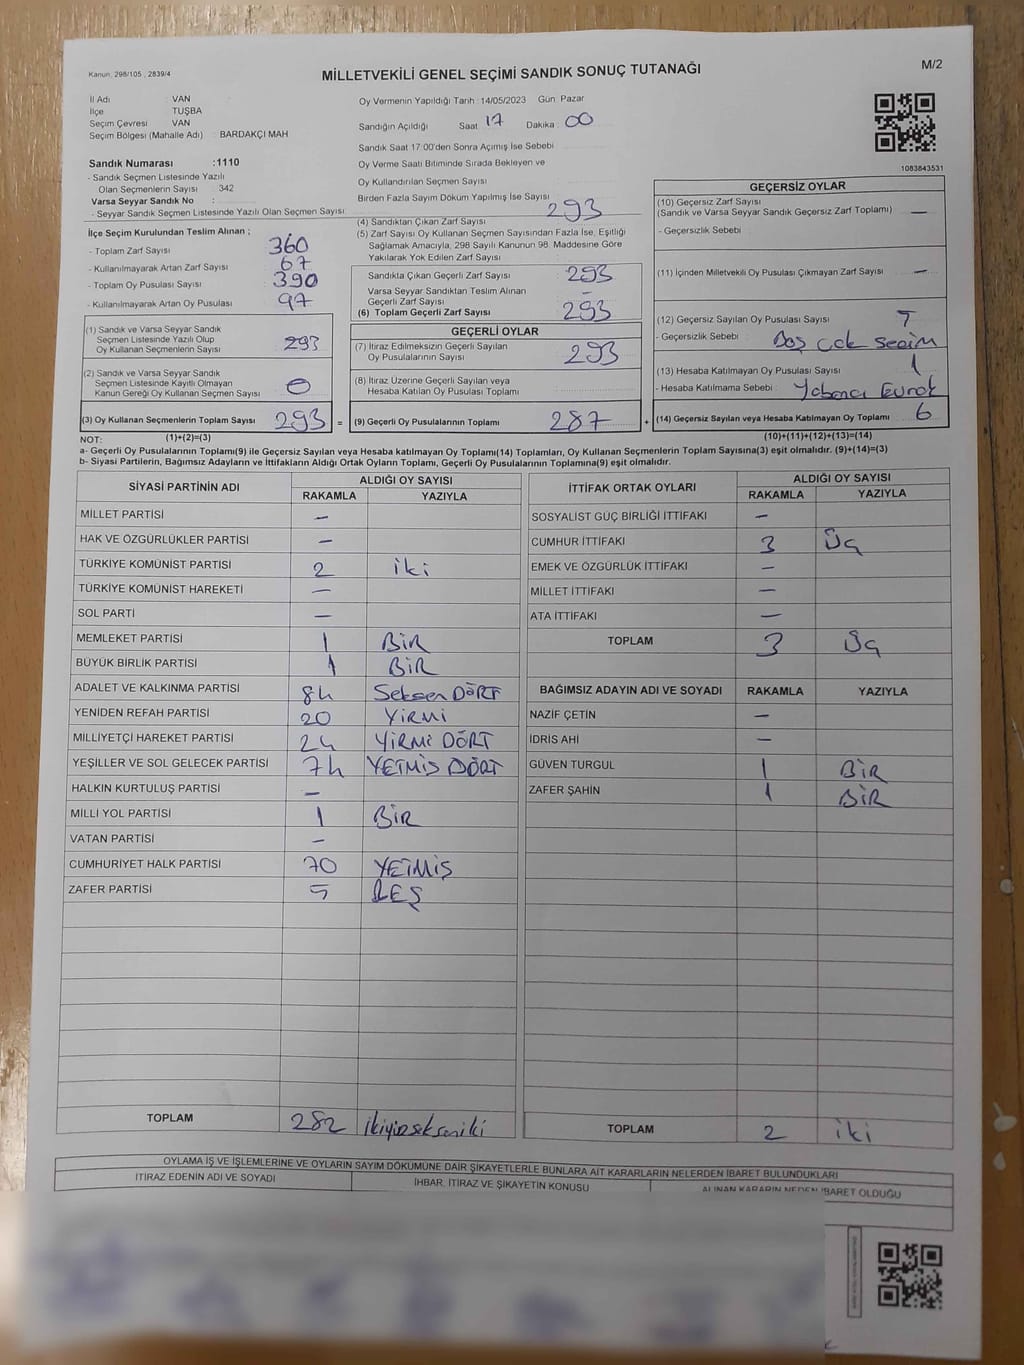 Kanun, 298/105 , 2839/4
MİLLETVEKİLİ GENEL SEÇİMİ SANDIK SONUÇ TUTANAĞI
M/2
İl Adı : VAN
İlçe : TUŞBA
Seçim Çevresi : VAN
Seçim Bölgesi (Mahalle Adı) : BARDAKÇI MAH
Oy Vermenin Yapıldığı Tarih : 14/05/2023 Gün: Pazar
Sandığın Açıldığı Saat 17 Dakika : 00
Sandık Saat 17:00'den Sonra Açımış İse Sebebi
Oy Verme Saati Bitiminde Sırada Bekleyen ve
Oy Kullandırılan Seçmen Sayısı
Birden Fazla Sayım Döküm Yapılmış İse Sayısı
1083843531
Sandık Numarası :1110
- Sandık Seçmen Listesinde Yazılı
Olan Seçmenlerin Sayısı : 342
Varsa Seyyar Sandık No :
- Seyyar Sandık Seçmen Listesinde Yazılı Olan Seçmen Sayısı:
İlçe Seçim Kurulundan Teslim Alınan ;
- Toplam Zarf Sayısı 360
- Kullanılmayarak Artan Zarf Sayısı : 67
- Toplam Oy Pusulası Sayısı 390
- Kullanılmayarak Artan Oy Pusulası : 97
(1) Sandık ve Varsa Seyyar Sandık
Seçmen Listesinde Yazılı Olup
Oy Kullanan Seçmenlerin Sayısı 293
(2) Sandık ve Varsa Seyyar Sandık
Seçmen Listesinde Kayıtlı Olmayan
Kanun Gereği Oy Kullanan Seçmen Sayısı : 0
(3) Oy Kullanan Seçmenlerin Toplam Sayısı 293 =
(1)+(2)=(3)
(4) Sandıktan Çıkan Zarf Sayısı 293
(5) Zarf Sayısı Oy Kullanan Seçmen Sayısından Fazla İse, Eşitliği
Sağlamak Amacıyla, 298 Sayılı Kanunun 98. Maddesine Göre
Yakılarak Yok Edilen Zarf Sayısı
Sandıkta Çıkan Geçerli Zarf Sayısı 293
Varsa Seyyar Sandıktan Teslim Alınan
Geçerli Zarf Sayısı –
(6) Toplam Geçerli Zarf Sayısı 293
GEÇERLİ OYLAR
(7) İtiraz Edilmeksizin Geçerli Sayılan
Oy Pusulalarının Sayısı 293
(8) İtiraz Üzerine Geçerli Sayılan veya
Hesaba Katılan Oy Pusulası Toplamı
(9) Geçerli Oy Pusulalarının Toplamı 287 +
GEÇERSİZ OYLAR
(10) Geçersiz Zarf Sayısı
(Sandık ve Varsa Seyyar Sandık Geçersiz Zarf Toplamı) –
- Geçersizlik Sebebi :
(11) İçinden Milletvekili Oy Pusulası Çıkmayan Zarf Sayısı –
(12) Geçersiz Sayılan Oy Pusulası Sayısı 5
- Geçersizlik Sebebi : Boş çok seçim
(13) Hesaba Katılmayan Oy Pusulası Sayısı 1
- Hesaba Katılmama Sebebi : Yabancı Evrak
(14) Geçersiz Sayılan veya Hesaba Katılmayan Oy Toplamı 6
(10)+(11)+(12)+(13)=(14)
NOT:
a- Geçerli Oy Pusulalarının Toplamı(9) ile Geçersiz Sayılan veya Hesaba katılmayan Oy Toplamı(14) Toplamları, Oy Kullanan Seçmenlerin Toplam Sayısına(3) eşit olmalıdır. (9)+(14)=(3)
b- Siyasi Partilerin, Bağımsız Adayların ve İttifakların Aldığı Ortak Oyların Toplamı, Geçerli Oy Pusulalarının Toplamına(9) eşit olmalıdır.
SİYASİ PARTİNİN ADI ALDIĞI OY SAYISI
RAKAMLA YAZIYLA
MİLLET PARTİSİ –
HAK VE ÖZGÜRLÜKLER PARTİSİ –
TÜRKİYE KOMÜNİST PARTİSİ 2 iki
TÜRKİYE KOMÜNİST HAREKETİ –
SOL PARTİ –
MEMLEKET PARTİSİ 1 BİR
BÜYÜK BİRLİK PARTİSİ 1 BİR
ADALET VE KALKINMA PARTİSİ 84 Seksen DÖRT
YENİDEN REFAH PARTİSİ 20 YİRMİ
MİLLİYETÇİ HAREKET PARTİSİ 24 YİRMİ DÖRT
YEŞİLLER VE SOL GELECEK PARTİSİ 74 YETMİŞ DÖRT
HALKIN KURTULUŞ PARTİSİ –
MİLLİ YOL PARTİSİ 1 BİR
VATAN PARTİSİ –
CUMHURİYET HALK PARTİSİ 70 YETMİŞ
ZAFER PARTİSİ 5 BEŞ
TOPLAM 282 ikiyüzsekseniki
İTTİFAK ORTAK OYLARI ALDIĞI OY SAYISI
RAKAMLA YAZIYLA
SOSYALİST GÜÇ BİRLİĞİ İTTİFAKI –
CUMHUR İTTİFAKI 3 Üç
EMEK VE ÖZGÜRLÜK İTTİFAKI –
MİLLET İTTİFAKI –
ATA İTTİFAKI –
TOPLAM 3 Üç
BAĞIMSIZ ADAYIN ADI VE SOYADI RAKAMLA YAZIYLA
NAZİF ÇETİN –
İDRİS AHİ –
GÜVEN TURGUL 1 BİR
ZAFER ŞAHİN 1 BİR
TOPLAM 2 iki
OYLAMA İŞ VE İŞLEMLERİNE VE OYLARIN SAYIM DÖKÜMÜNE DAİR ŞİKAYETLERLE BUNLARA AİT KARARLARIN NELERDEN İBARET BULUNDUKLARI
İTİRAZ EDENİN ADI VE SOYADI İHBAR, İTİRAZ VE ŞİKAYETİN KONUSU ALINAN KARARIN NEDEN İBARET OLDUĞU